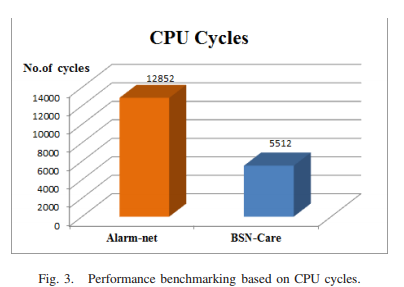 CPU Cycles
No.of cycles
12852
14000
12000
10000
8000
6000
4000
2000
0
5512
Alarm-net
BSN-Care
Fig. 3. Performance benchmarking based on CPU cycles.